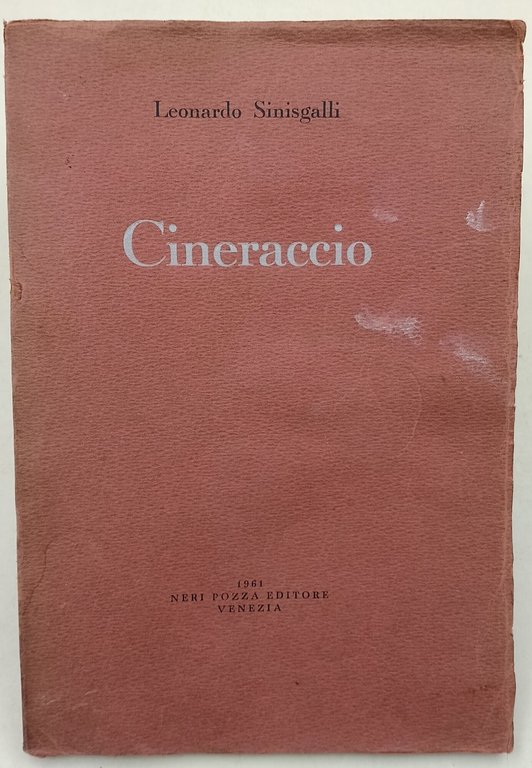 Leonardo Sinisgalli
Cineraccio
1961
NERI POZZA EDITORE
VENEZIA